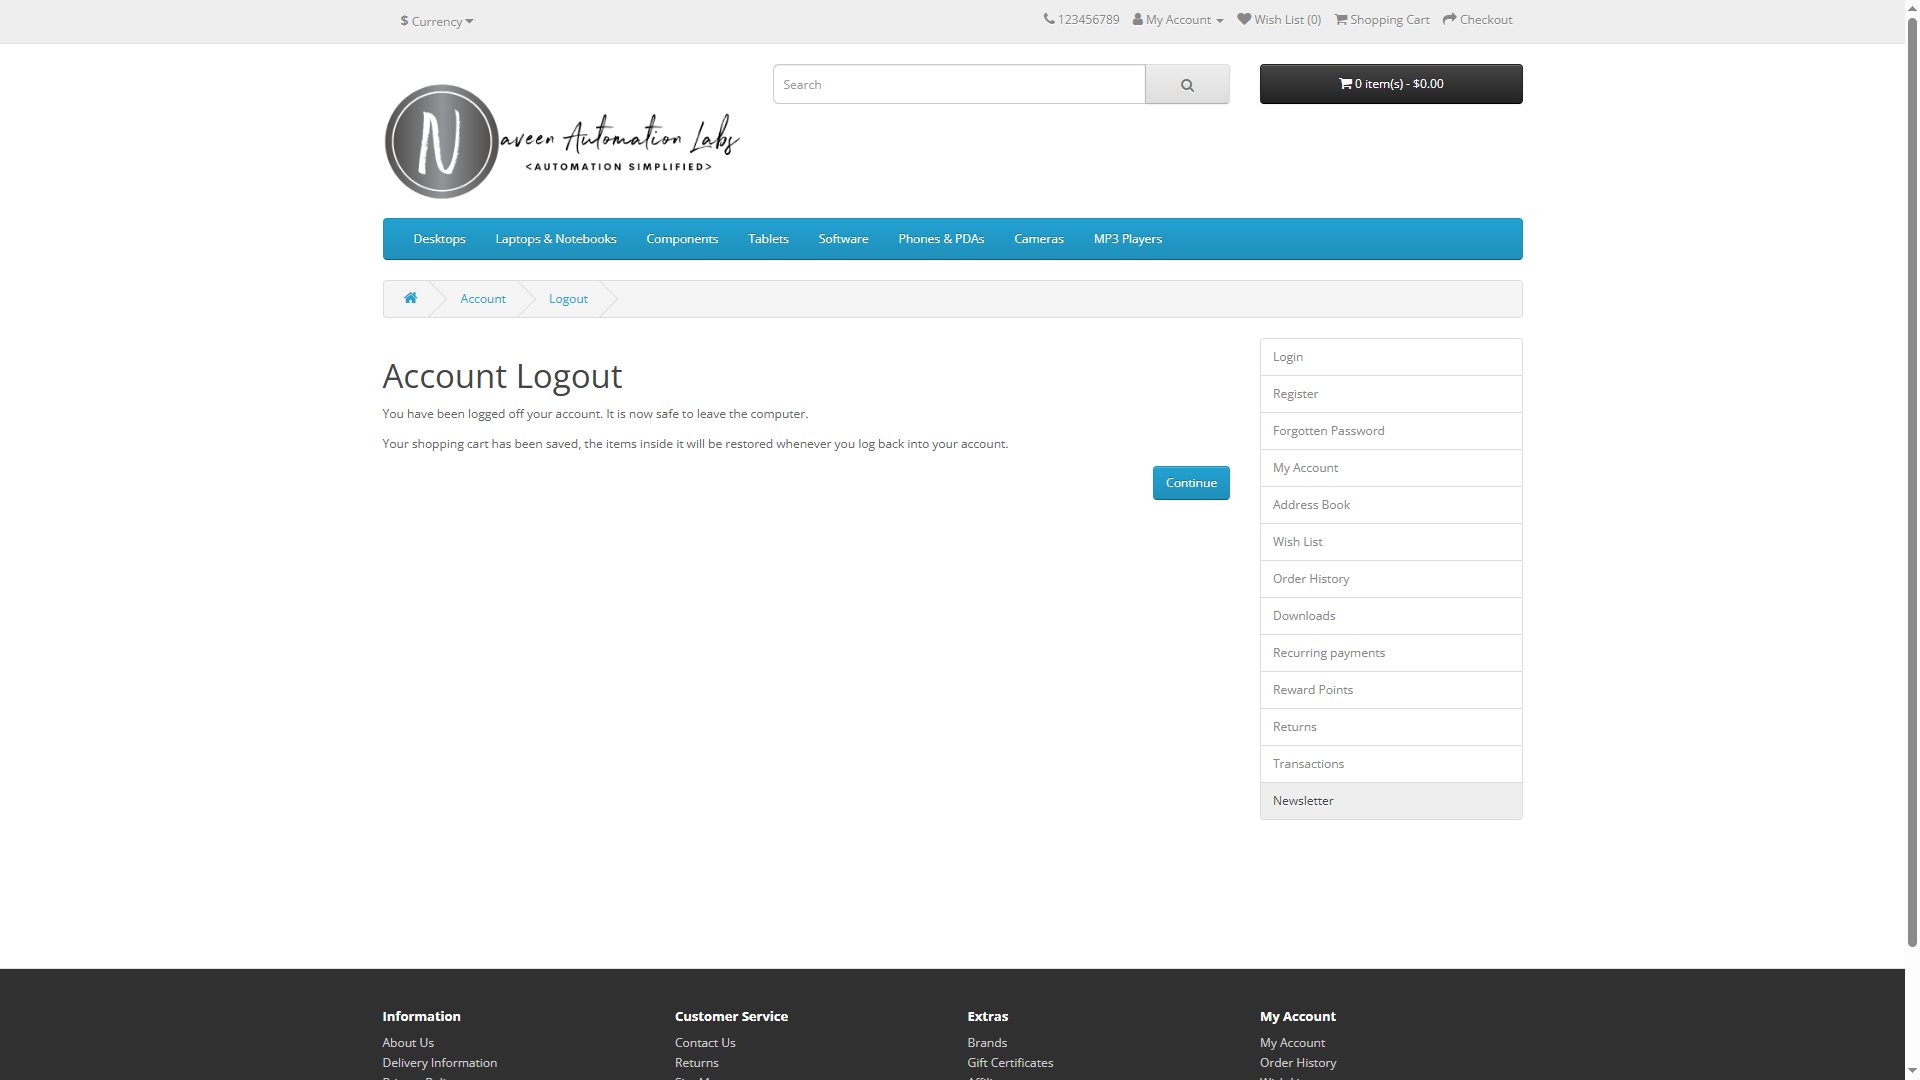 $ Currency
123456789 My Account Wish List (0) Shopping Cart Checkout
Naveen Automation Labs
<AUTOMATION SIMPLIFIED>
Search
0 item(s) - $0.00
Desktops Laptops & Notebooks Components Tablets Software Phones & PDAs Cameras MP3 Players
Account Logout
Account Logout
You have been logged off your account. It is now safe to leave the computer.
Your shopping cart has been saved, the items inside it will be restored whenever you log back into your account.
Continue
Login
Register
Forgotten Password
My Account
Address Book
Wish List
Order History
Downloads
Recurring payments
Reward Points
Returns
Transactions
Newsletter
Information
About Us
Delivery Information
Customer Service
Contact Us
Returns
Extras
Brands
Gift Certificates
My Account
My Account
Order History